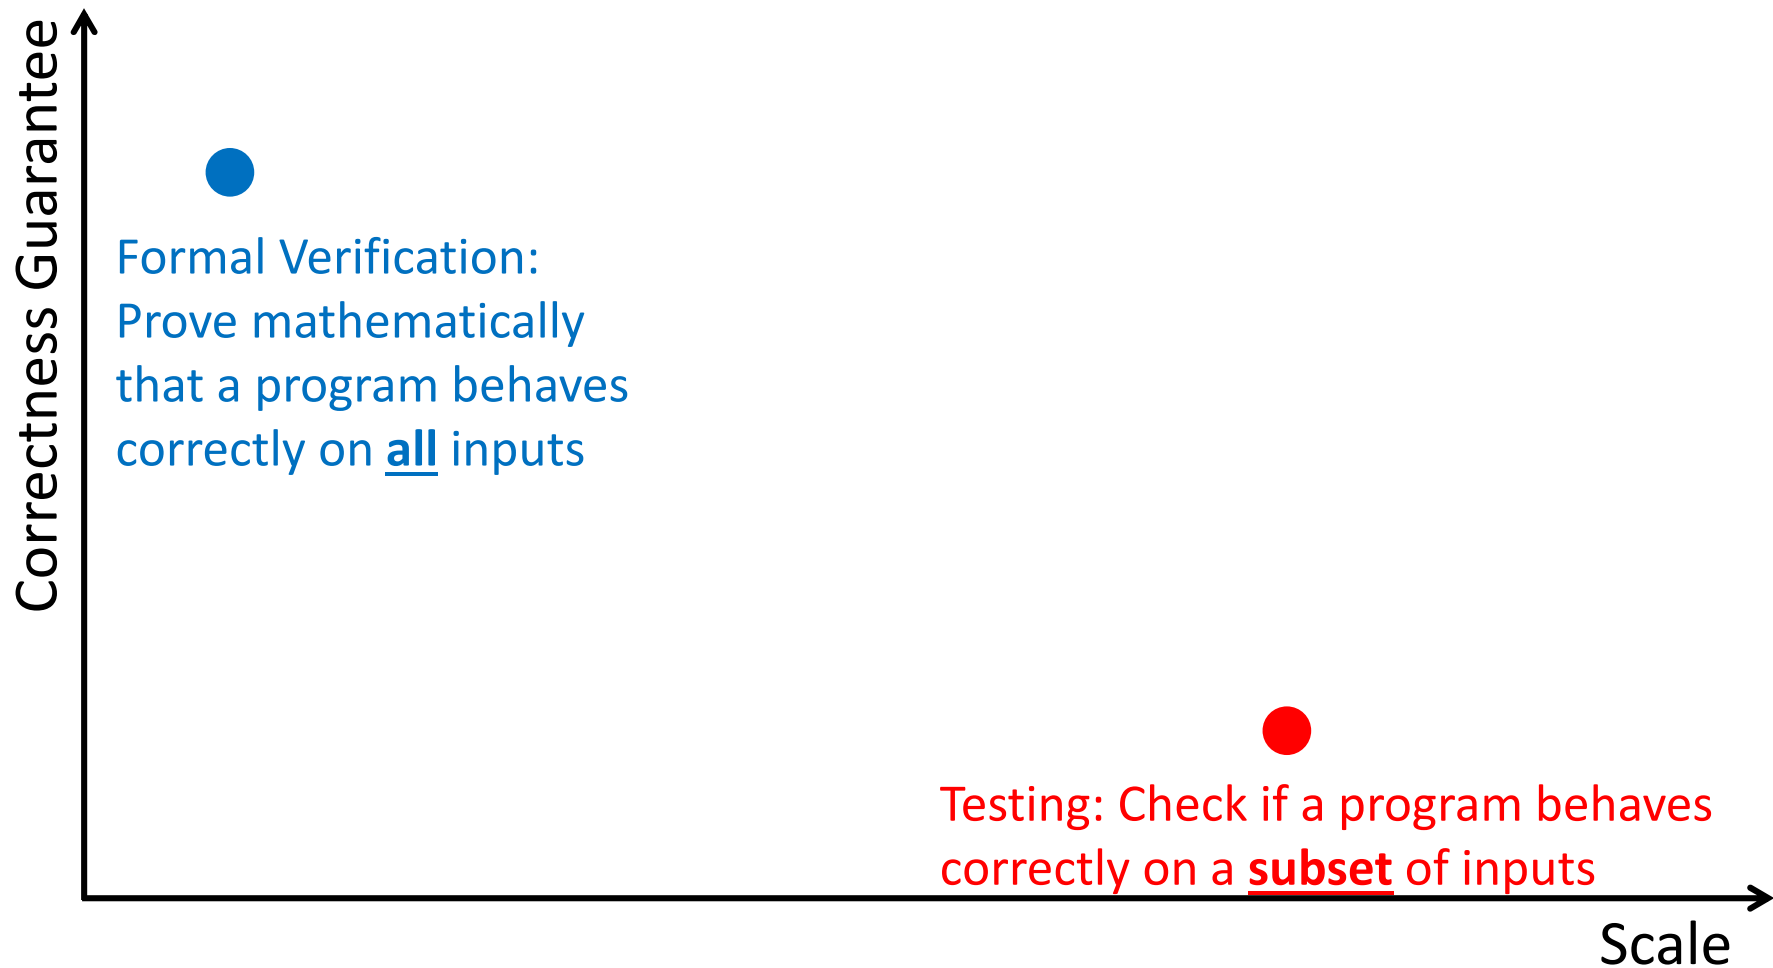 Correctness Guarantee
Formal Verification:
Prove mathematically
that a program behaves
correctly on all inputs
Testing: Check if a program behaves
correctly on a subset of inputs
Scale